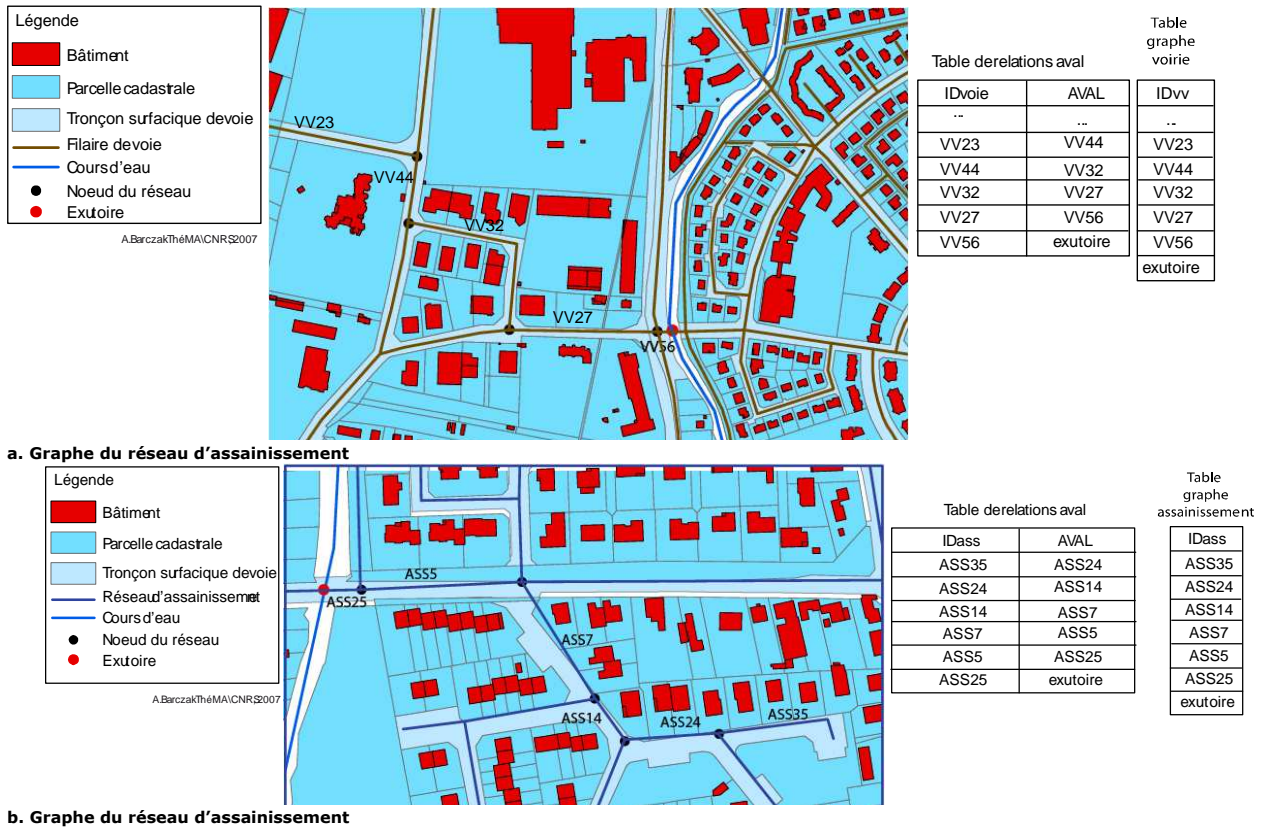 Légende
Bâtiment
Parcelle cadastrale
Tronçon surfacique devoie
Filaire devoie
Cours d'eau
Noeud du réseau
Exutoire
A.BarczakThéMA\CNRS,2007
VV23
VV44
VV32
VV27
VV56
Table derelations aval
IDvoie AVAL
... ...
VV23 VV44
VV44 VV32
VV32 VV27
VV27 VV56
VV56 exutoire
Table
graphe
voirie
IDvv
...
VV23
VV44
VV32
VV27
VV56
exutoire
a. Graphe du réseau d'assainissement
Légende
Bâtiment
Parcelle cadastrale
Tronçon surfacique devoie
Réseaud'assainissement
Cours d'eau
Noeud du réseau
Exutoire
A.BarczakThéMA\CNRS,2007
ASS5
ASS25
ASS7
ASS14
ASS24
ASS35
Table derelations aval
IDass AVAL
ASS35 ASS24
ASS24 ASS14
ASS14 ASS7
ASS7 ASS5
ASS5 ASS25
ASS25 exutoire
Table
graphe
assainissement
IDass
ASS35
ASS24
ASS14
ASS7
ASS5
ASS25
exutoire
b. Graphe du réseau d'assainissement